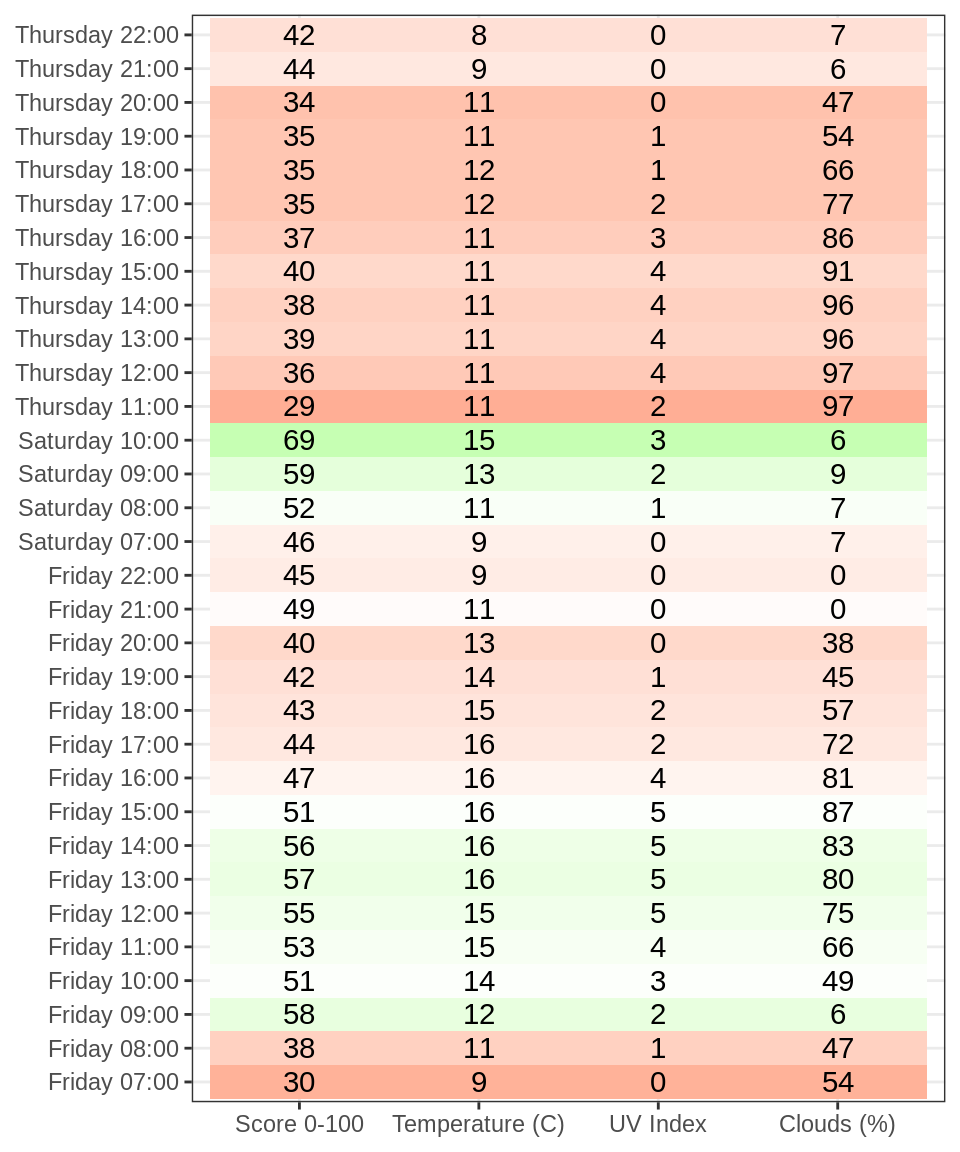 Thursday 22:00 42 8 0 7
Thursday 21:00 44 9 0 6
Thursday 20:00 34 11 0 47
Thursday 19:00 35 11 1 54
Thursday 18:00 35 12 1 66
Thursday 17:00 35 12 2 77
Thursday 16:00 37 11 3 86
Thursday 15:00 40 11 4 91
Thursday 14:00 38 11 4 96
Thursday 13:00 39 11 4 96
Thursday 12:00 36 11 4 97
Thursday 11:00 29 11 2 97
Saturday 10:00 69 15 3 6
Saturday 09:00 59 13 2 9
Saturday 08:00 52 11 1 7
Saturday 07:00 46 9 0 7
Friday 22:00 45 9 0 0
Friday 21:00 49 11 0 0
Friday 20:00 40 13 0 38
Friday 19:00 42 14 1 45
Friday 18:00 43 15 2 57
Friday 17:00 44 16 2 72
Friday 16:00 47 16 4 81
Friday 15:00 51 16 5 87
Friday 14:00 56 16 5 83
Friday 13:00 57 16 5 80
Friday 12:00 55 15 5 75
Friday 11:00 53 15 4 66
Friday 10:00 51 14 3 49
Friday 09:00 58 12 2 6
Friday 08:00 38 11 1 47
Friday 07:00 30 9 0 54
Score 0-100 Temperature (C) UV Index Clouds (%)